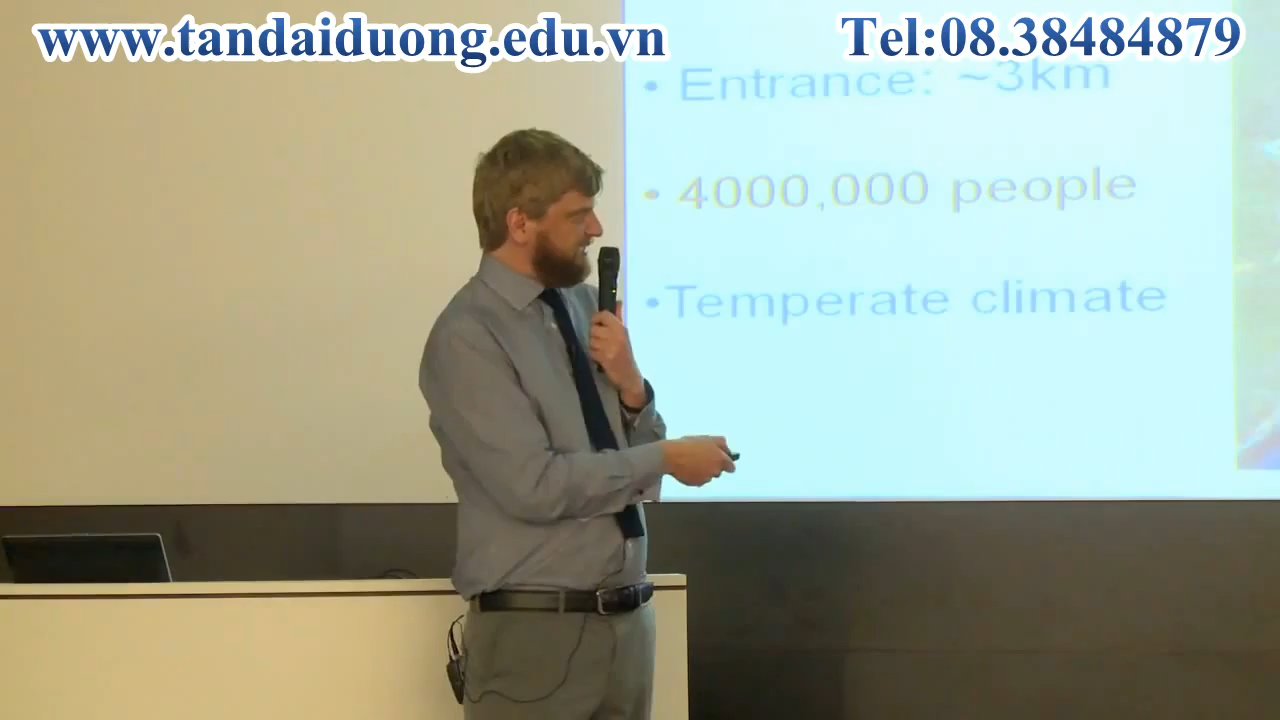 www.tandaiduong.edu.vn Tel:08.38484879
• Entrance: ~3km
• 4000,000 people
•Temperate climate